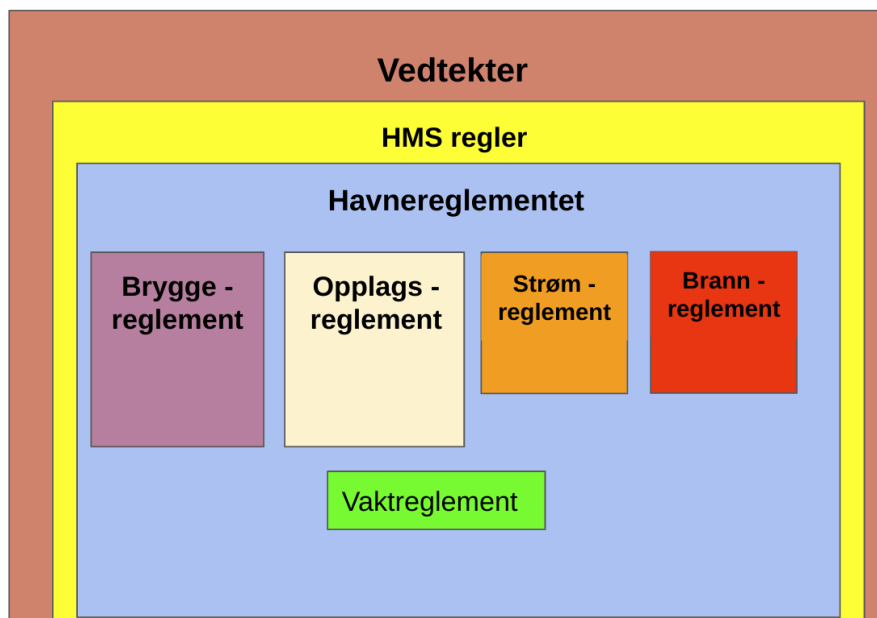 Vedtekter
HMS regler
Havnereglementet
Brygge -
reglement
Opplags -
reglement
Strøm -
reglement
Brann -
reglement
Vaktreglement